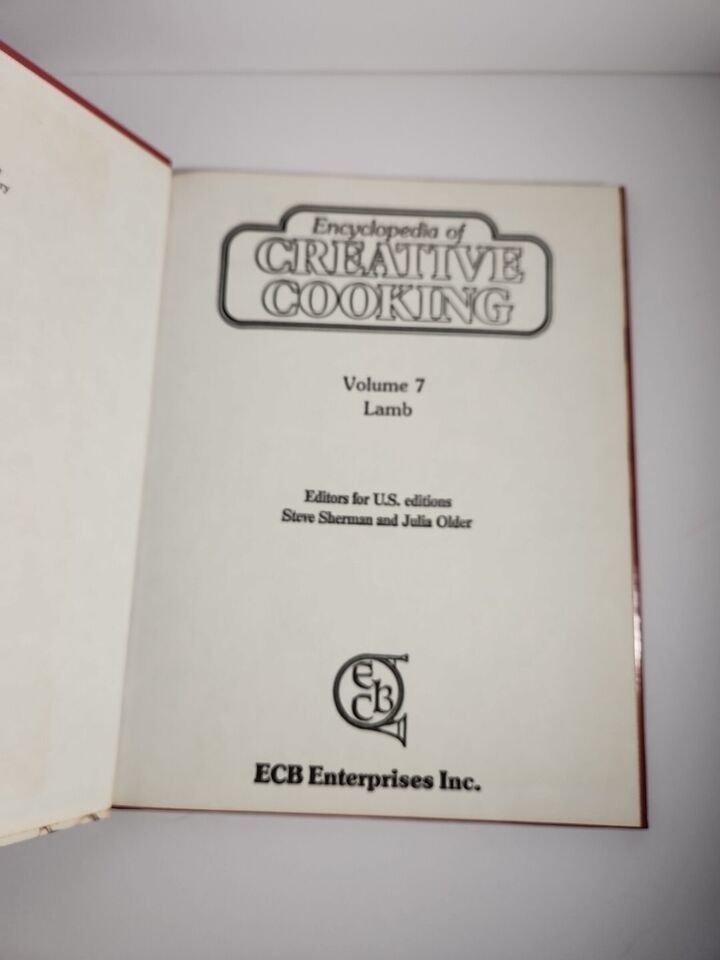 Encyclopedia of
CREATIVE
COOKING
Volume 7
Lamb
Editors for U.S. editions
Steve Sherman and Julia Older
ECB
ECB Enterprises Inc.